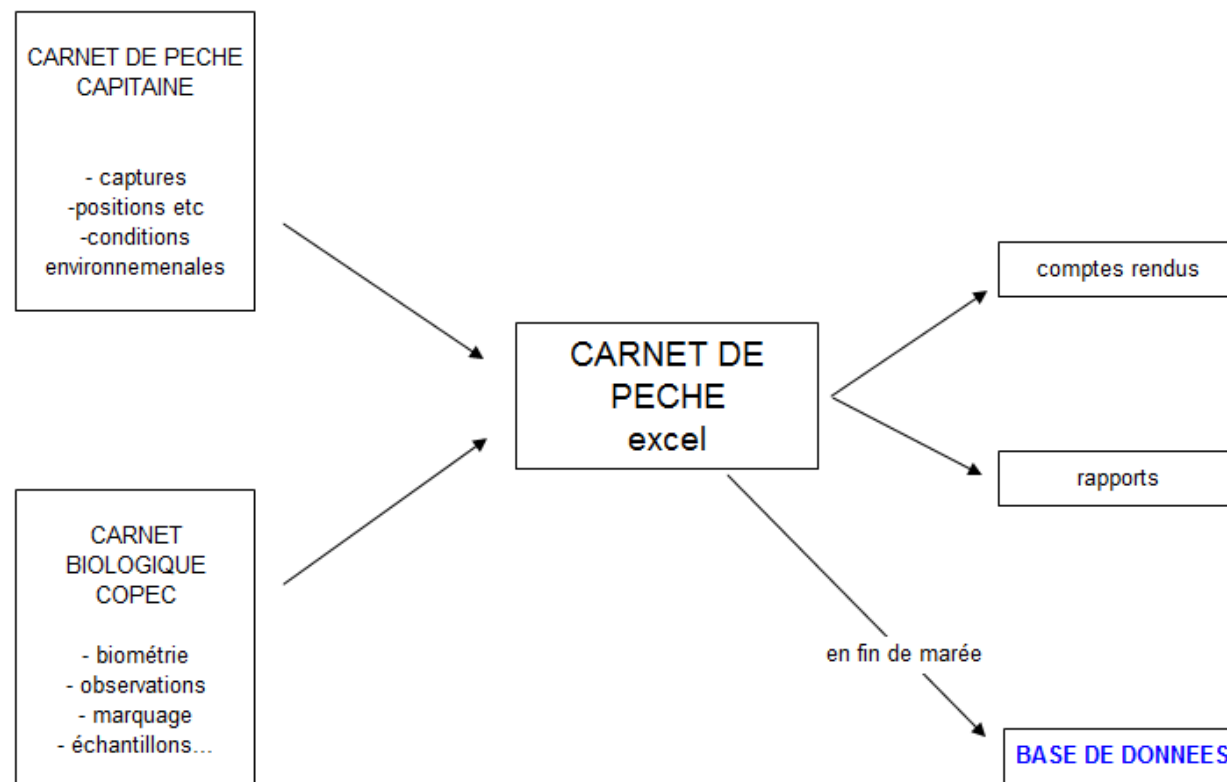 CARNET DE PECHE
CAPITAINE
- captures
-positions etc
-conditions
environnemenales
CARNET DE
PECHE
excel
comptes rendus
rapports
CARNET
BIOLOGIQUE
COPEC
- biométrie
- observations
- marquage
- échantillons...
en fin de marée
BASE DE DONNEES